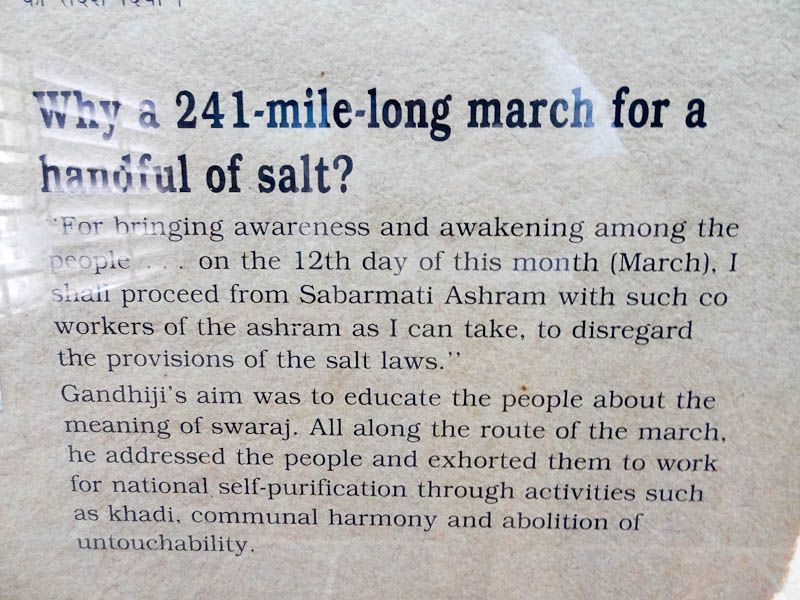 Why a 241-mile-long march for a
handful of salt?
"For bringing awareness and awakening among the
people . . . on the 12th day of this month (March), I
shall proceed from Sabarmati Ashram with such co
workers of the ashram as I can take, to disregard
the provisions of the salt laws."
Gandhiji's aim was to educate the people about the
meaning of swaraj. All along the route of the march,
he addressed the people and exhorted them to work
for national self-purification through activities such
as khadi, communal harmony and abolition of
untouchability.